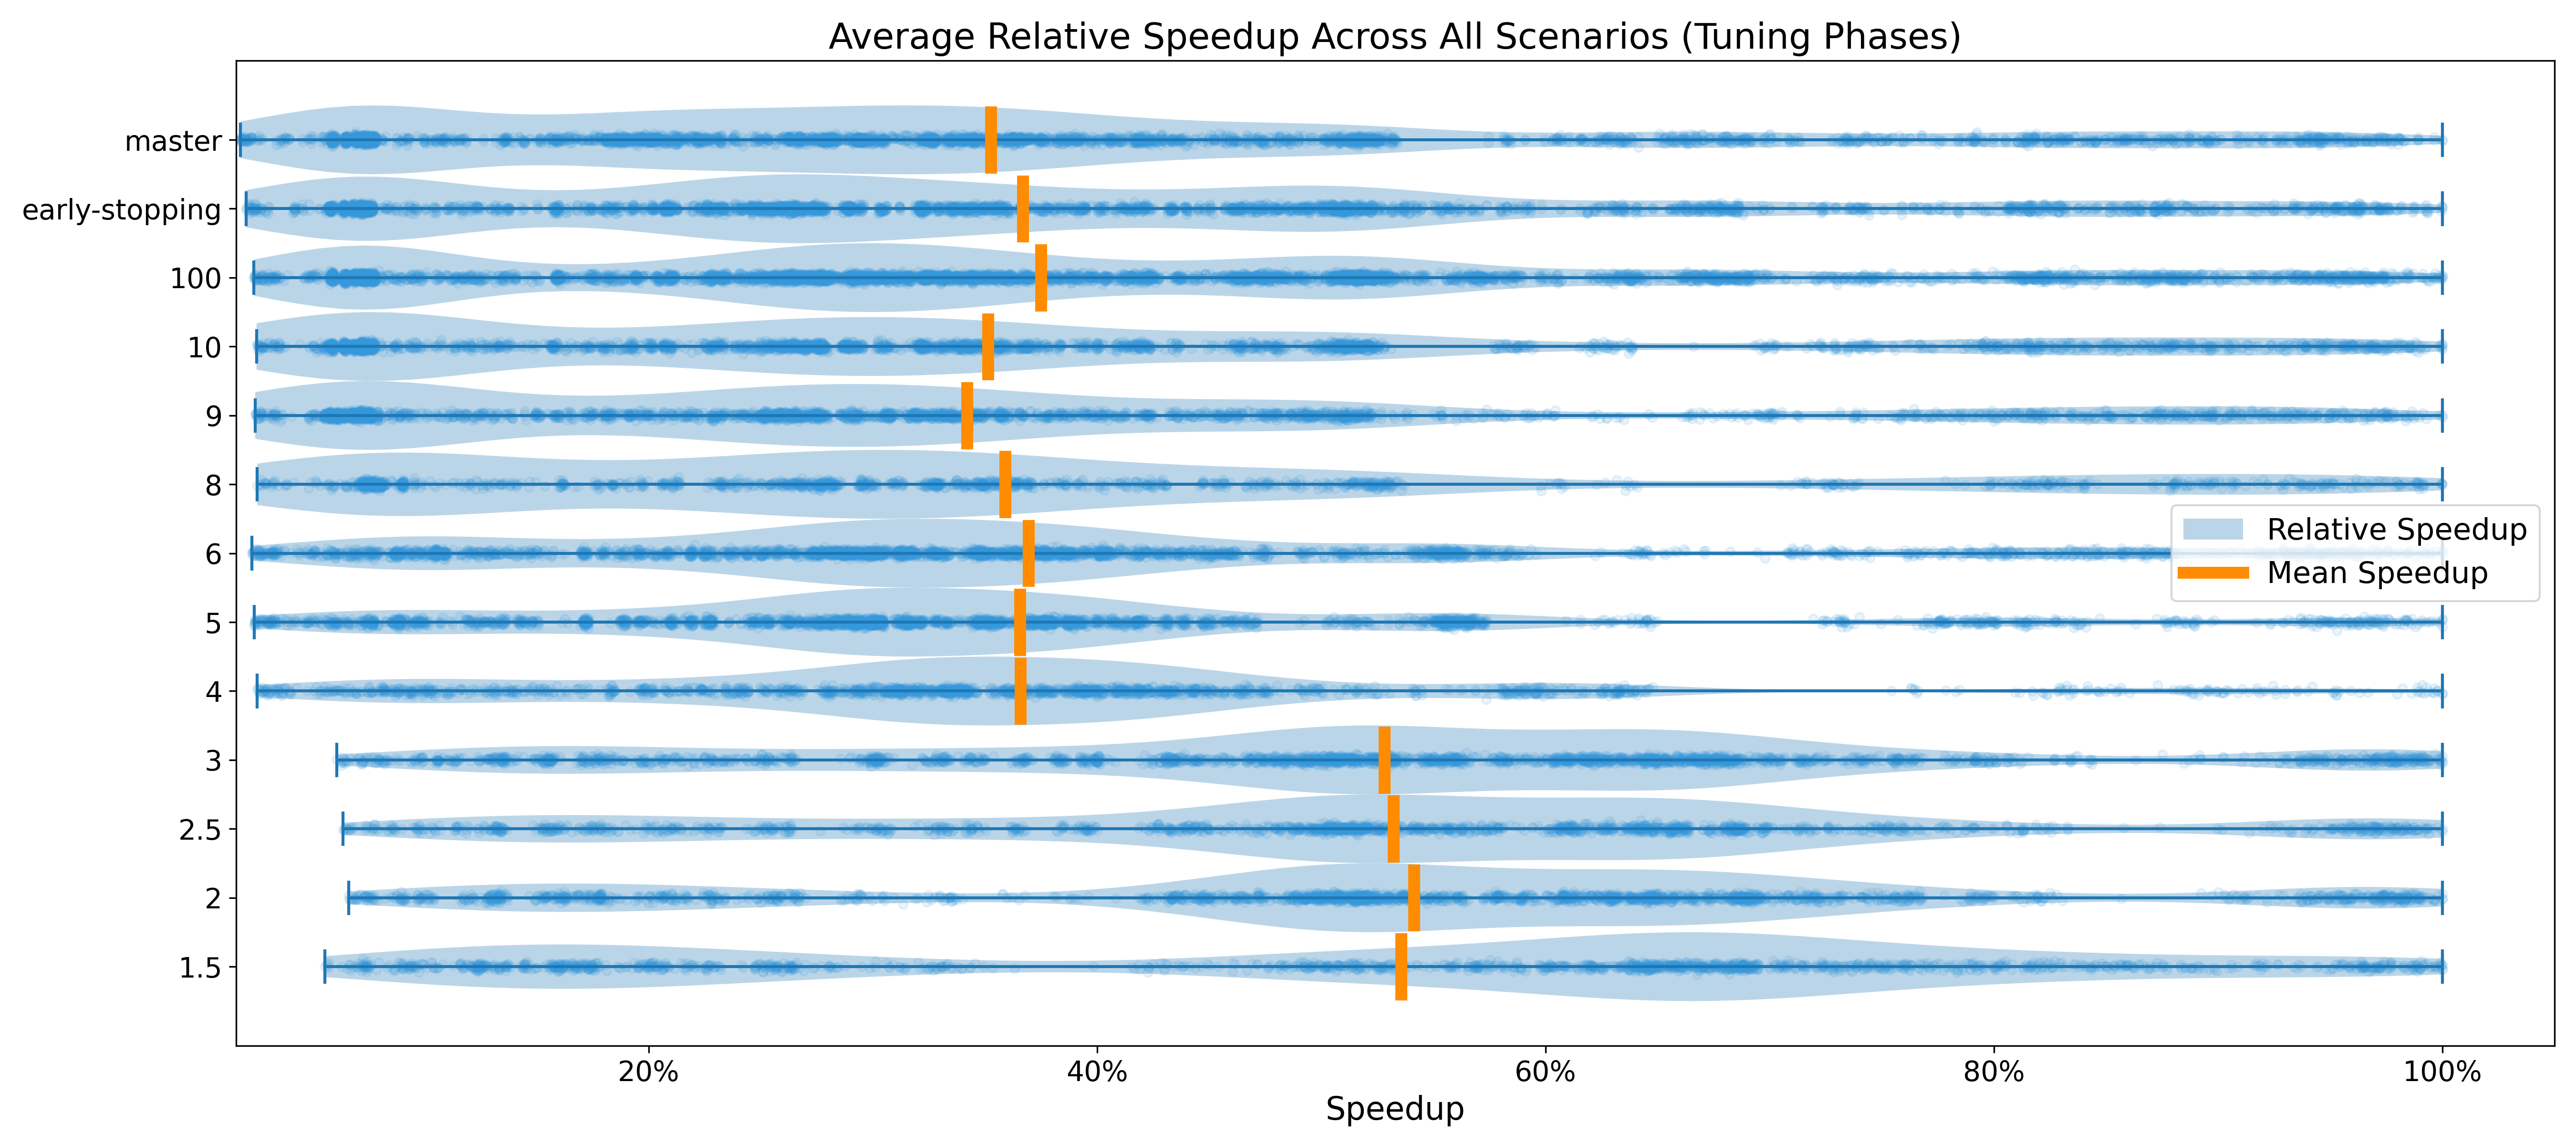 Average Relative Speedup Across All Scenarios (Tuning Phases)
master
early-stopping
100
10
9
8
6
5
4
3
2.5
2
1.5
Relative Speedup
Mean Speedup
20%
40%
60%
80%
100%
Speedup